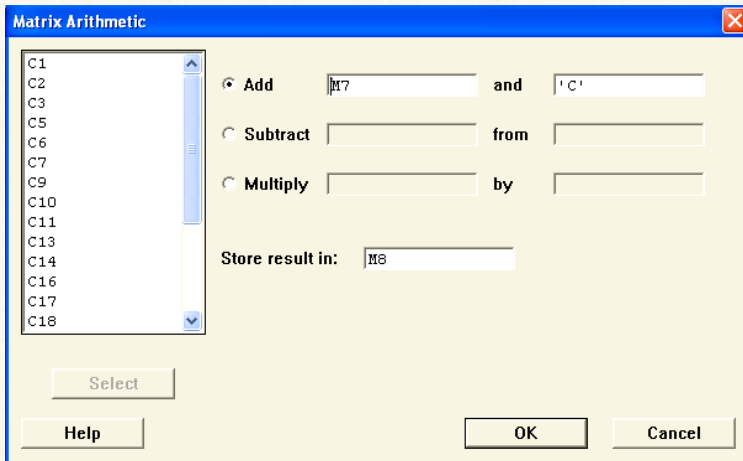 Matrix Arithmetic
C1
C2
C3
C5
C6
C7
C9
C10
C11
C13
C14
C16
C17
C18
Add M7 and 'C'
Subtract from
Multiply by
Store result in: M8
Select
Help OK Cancel